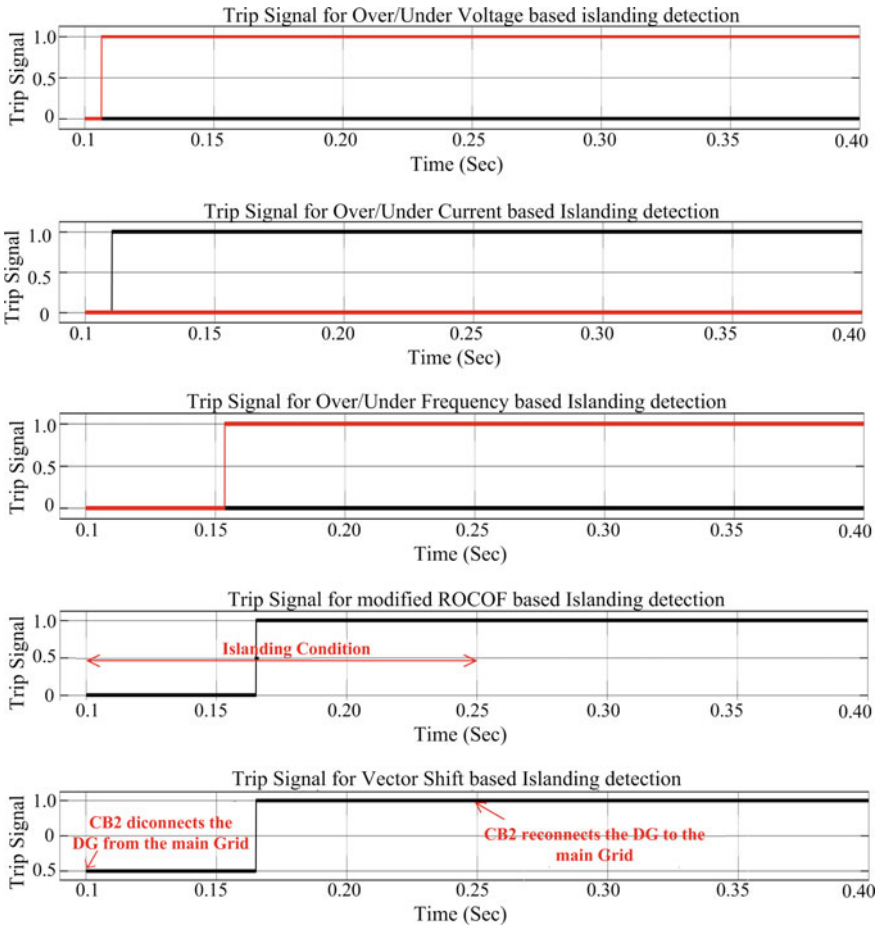 Trip Signal for Over/Under Voltage based islanding detection
Trip Signal
1.0
0.5
0
0.1 0.15 0.20 0.25 0.30 0.35 0.40
Time (Sec)
Trip Signal for Over/Under Current based Islanding detection
Trip Signal
1.0
0.5
0
0.1 0.15 0.20 0.25 0.30 0.35 0.40
Time (Sec)
Trip Signal for Over/Under Frequency based Islanding detection
Trip Signal
1.0
0.5
0
0.1 0.15 0.20 0.25 0.30 0.35 0.40
Time (Sec)
Trip Signal for modified ROCOF based Islanding detection
Trip Signal
1.0
Islanding Condition
0.5
0
0.1 0.15 0.20 0.25 0.30 0.35 0.40
Time (Sec)
Trip Signal for Vector Shift based Islanding detection
Trip Signal
1.0
0
0.5
CB2 diconnects the
DG from the main Grid
CB2 reconnects the DG to the
main Grid
0.1 0.15 0.20 0.25 0.30 0.35 0.40
Time (Sec)